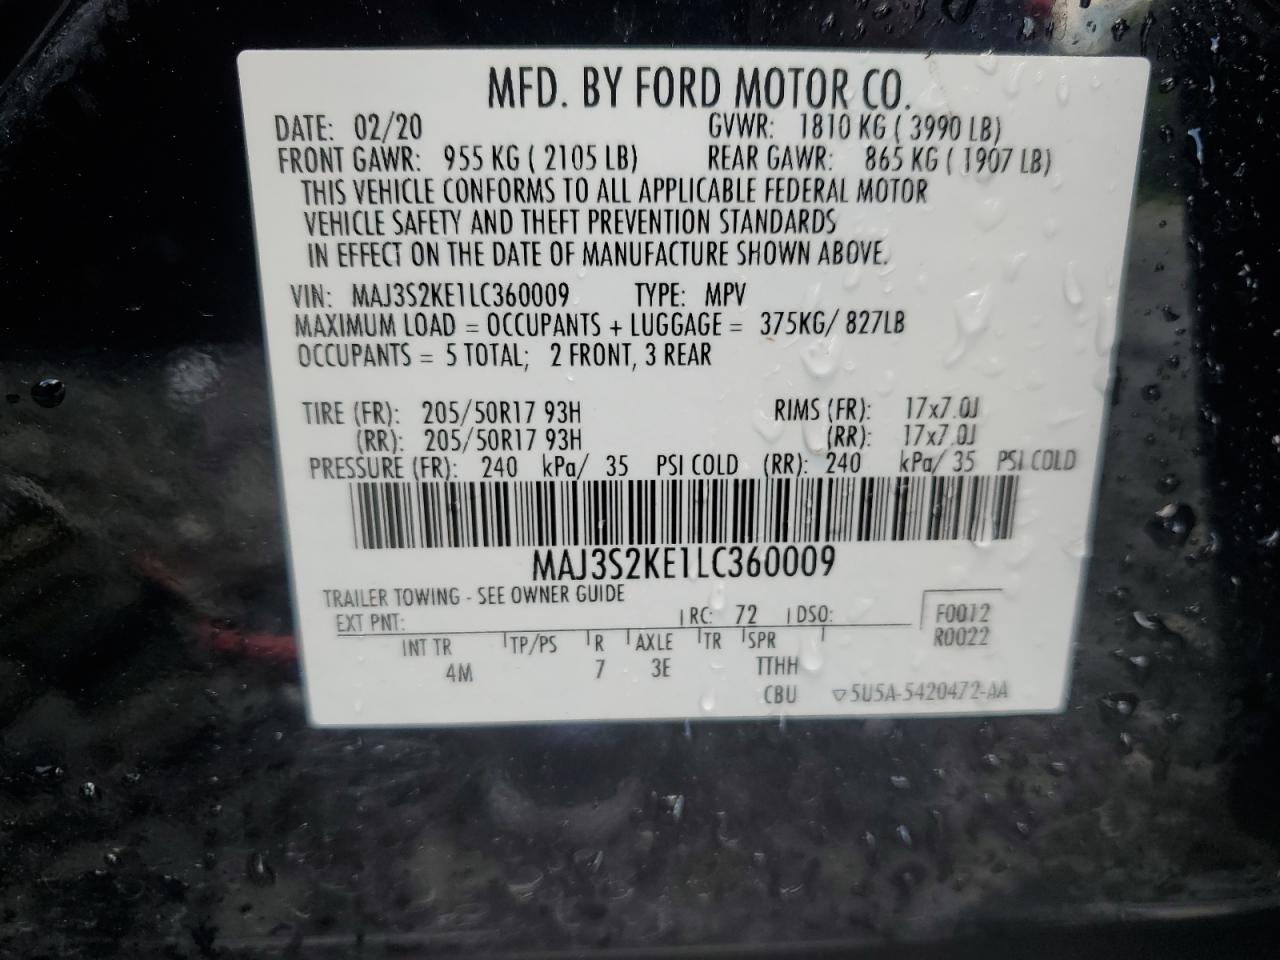 MFD. BY FORD MOTOR CO.
DATE: 02/20 GVWR: 1810 KG ( 3990 LB)
FRONT GAWR: 955 KG ( 2105 LB) REAR GAWR: 865 KG ( 1907 LB)
THIS VEHICLE CONFORMS TO ALL APPLICABLE FEDERAL MOTOR
VEHICLE SAFETY AND THEFT PREVENTION STANDARDS
IN EFFECT ON THE DATE OF MANUFACTURE SHOWN ABOVE.
VIN: MAJ3S2KE1LC360009 TYPE: MPV
MAXIMUM LOAD = OCCUPANTS + LUGGAGE = 375KG/ 827LB
OCCUPANTS = 5 TOTAL; 2 FRONT, 3 REAR
TIRE (FR): 205/50R17 93H RIMS (FR): 17x7.0J
(RR): 205/50R17 93H (RR): 17x7.0J
PRESSURE (FR): 240 kPa/ 35 PSI COLD (RR): 240 kPa/ 35 PSI COLD
MAJ3S2KE1LC360009
TRAILER TOWING - SEE OWNER GUIDE
EXT PNT: RC: 72 DSO: F0012
R0022
INT TR TP/PS R AXLE TR SPR
4M 7 3E TTHH
CBU ▽5U5A-5420472-AA